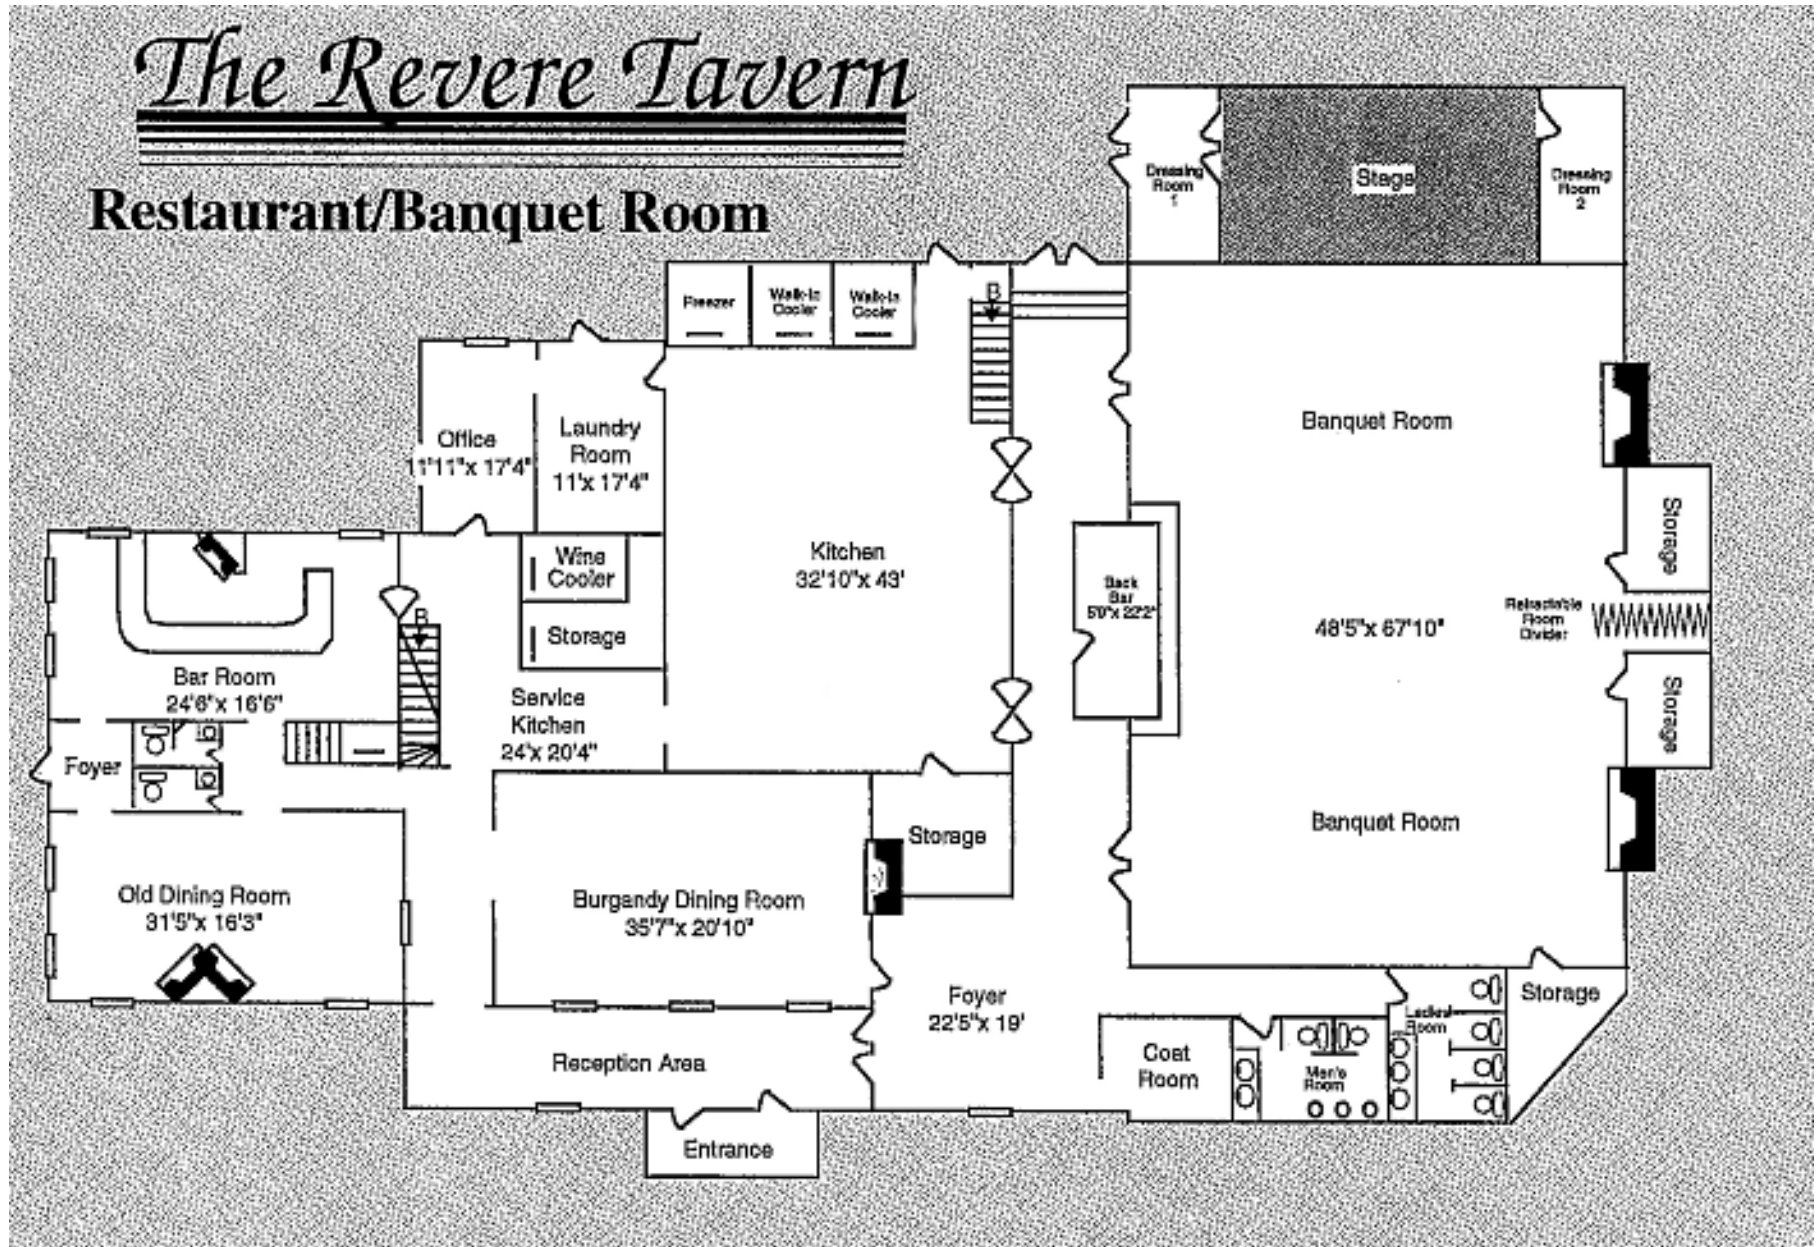 The Revere Tavern
Restaurant/Banquet Room
Dressing
Room
1
Stage
Dressing
Room
2
Freezer
Walk-In
Cooler
Walk-In
Cooler
B
Office
11'11"x 17'4"
Laundry
Room
11'x 17'4"
Banquet Room
Storage
Wine
Cooler
Storage
Kitchen
32'10"x 43'
Back
Bar
5'9"x 22'2"
48'5"x 67'10"
Retractable
Room
Divider
B
Bar Room
24'6"x 16'6"
Service
Kitchen
24'x 20'4"
Storage
Foyer
Storage
Banquet Room
Old Dining Room
31'5"x 16'3"
Burgandy Dining Room
35'7"x 20'10"
Foyer
22'5"x 19'
Storage
Ladies'
Room
Reception Area
Coat
Room
Men's
Room
Entrance